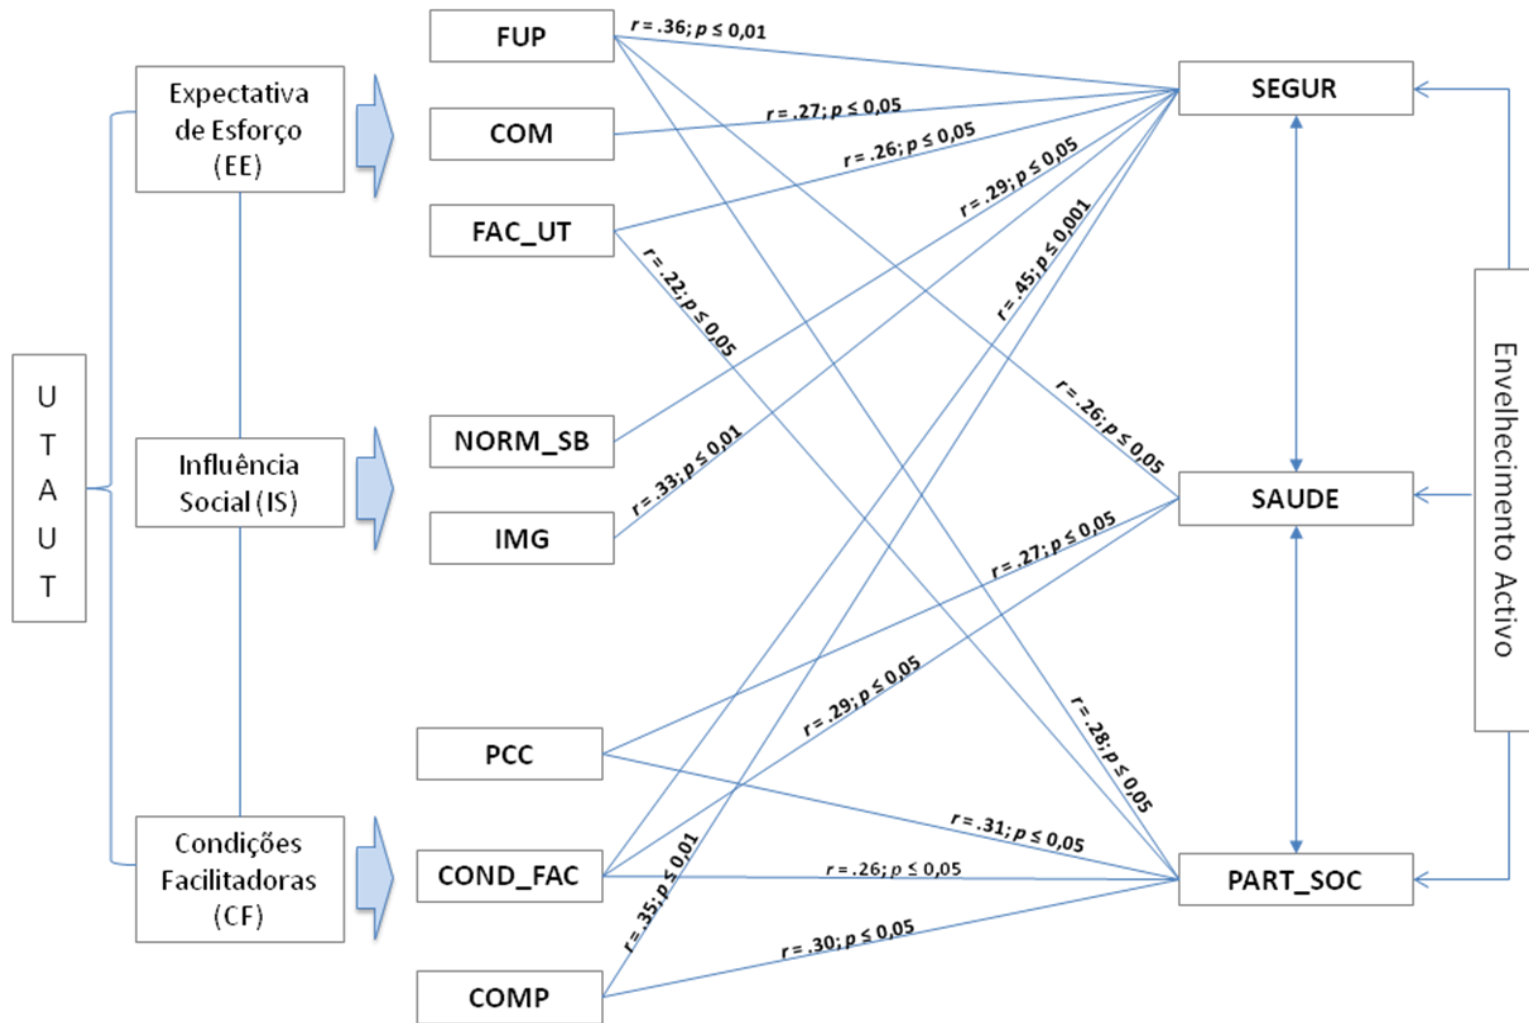 U
T
A
U
T
Expectativa
de Esforço
(EE)
Influência
Social (IS)
Condições
Facilitadoras
(CF)
FUP
COM
FAC_UT
NORM_SB
IMG
PCC
COND_FAC
COMP
r = .36; p ≤ 0,01
r = .27; p ≤ 0,05
r = .26; p ≤ 0,05
r = .29; p ≤ 0,05
r = .45; p ≤ 0,001
r = .22; p ≤ 0,05
r = .26; p ≤ 0,05
r = .33; p ≤ 0,01
r = .27; p ≤ 0,05
r = .29; p ≤ 0,05
r = .28; p ≤ 0,05
r = .31; p ≤ 0,05
r = .26; p ≤ 0,05
r = .35; p ≤ 0,01
r = .30; p ≤ 0,05
SEGUR
SAUDE
PART_SOC
Envelhecimento Activo